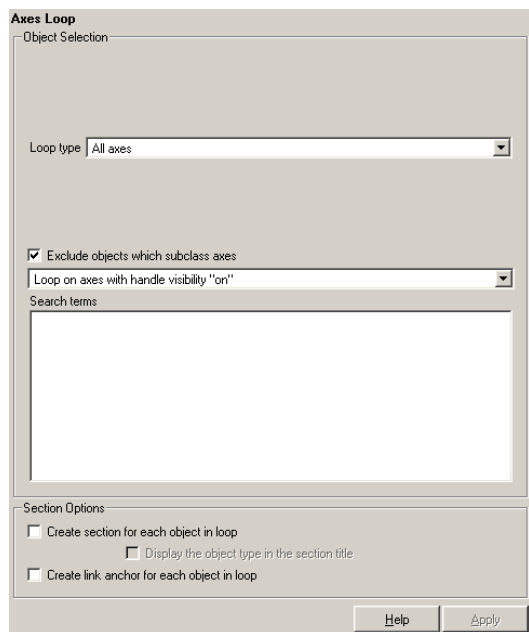 Axes Loop
Object Selection
Loop type All axes
Exclude objects which subclass axes
Loop on axes with handle visibility "on"
Search terms
Section Options
Create section for each object in loop
Display the object type in the section title
Create link anchor for each object in loop
Help Apply